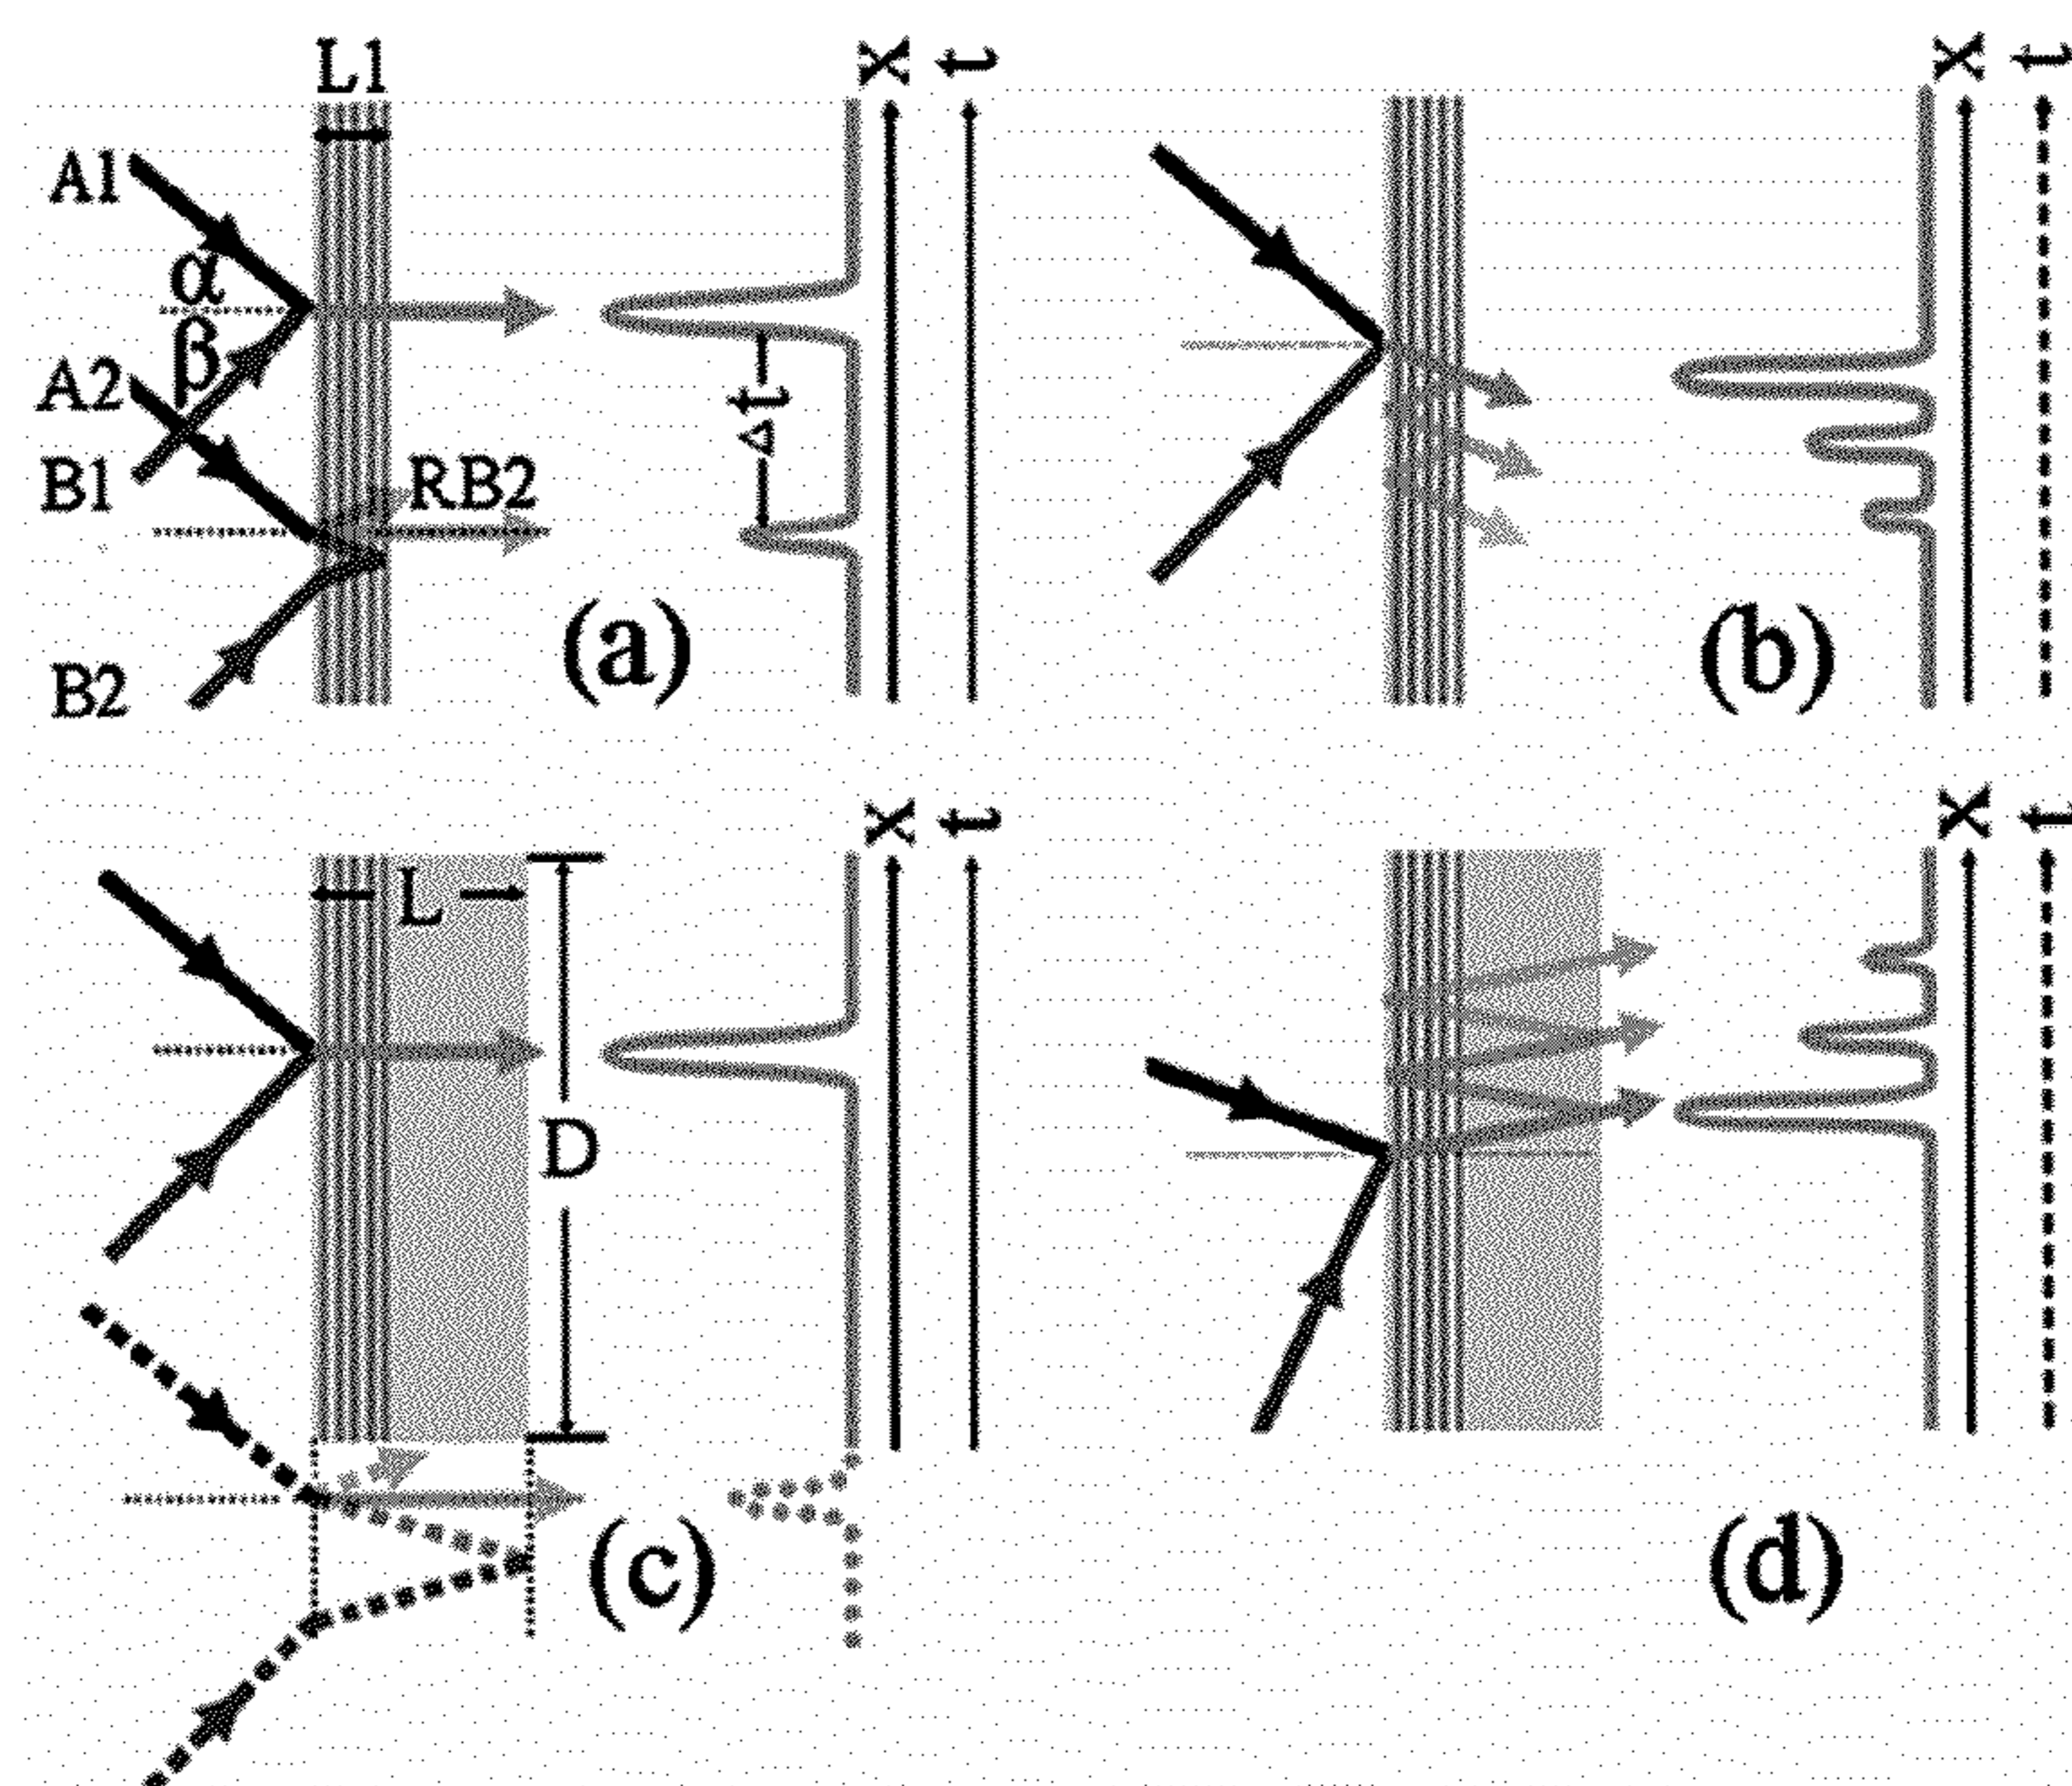 L1
X
t
A1
α
β
A2
B1
RB2
B2
Δt
(a)
X
t
(b)
X
t
L
D
(c)
X
t
(d)